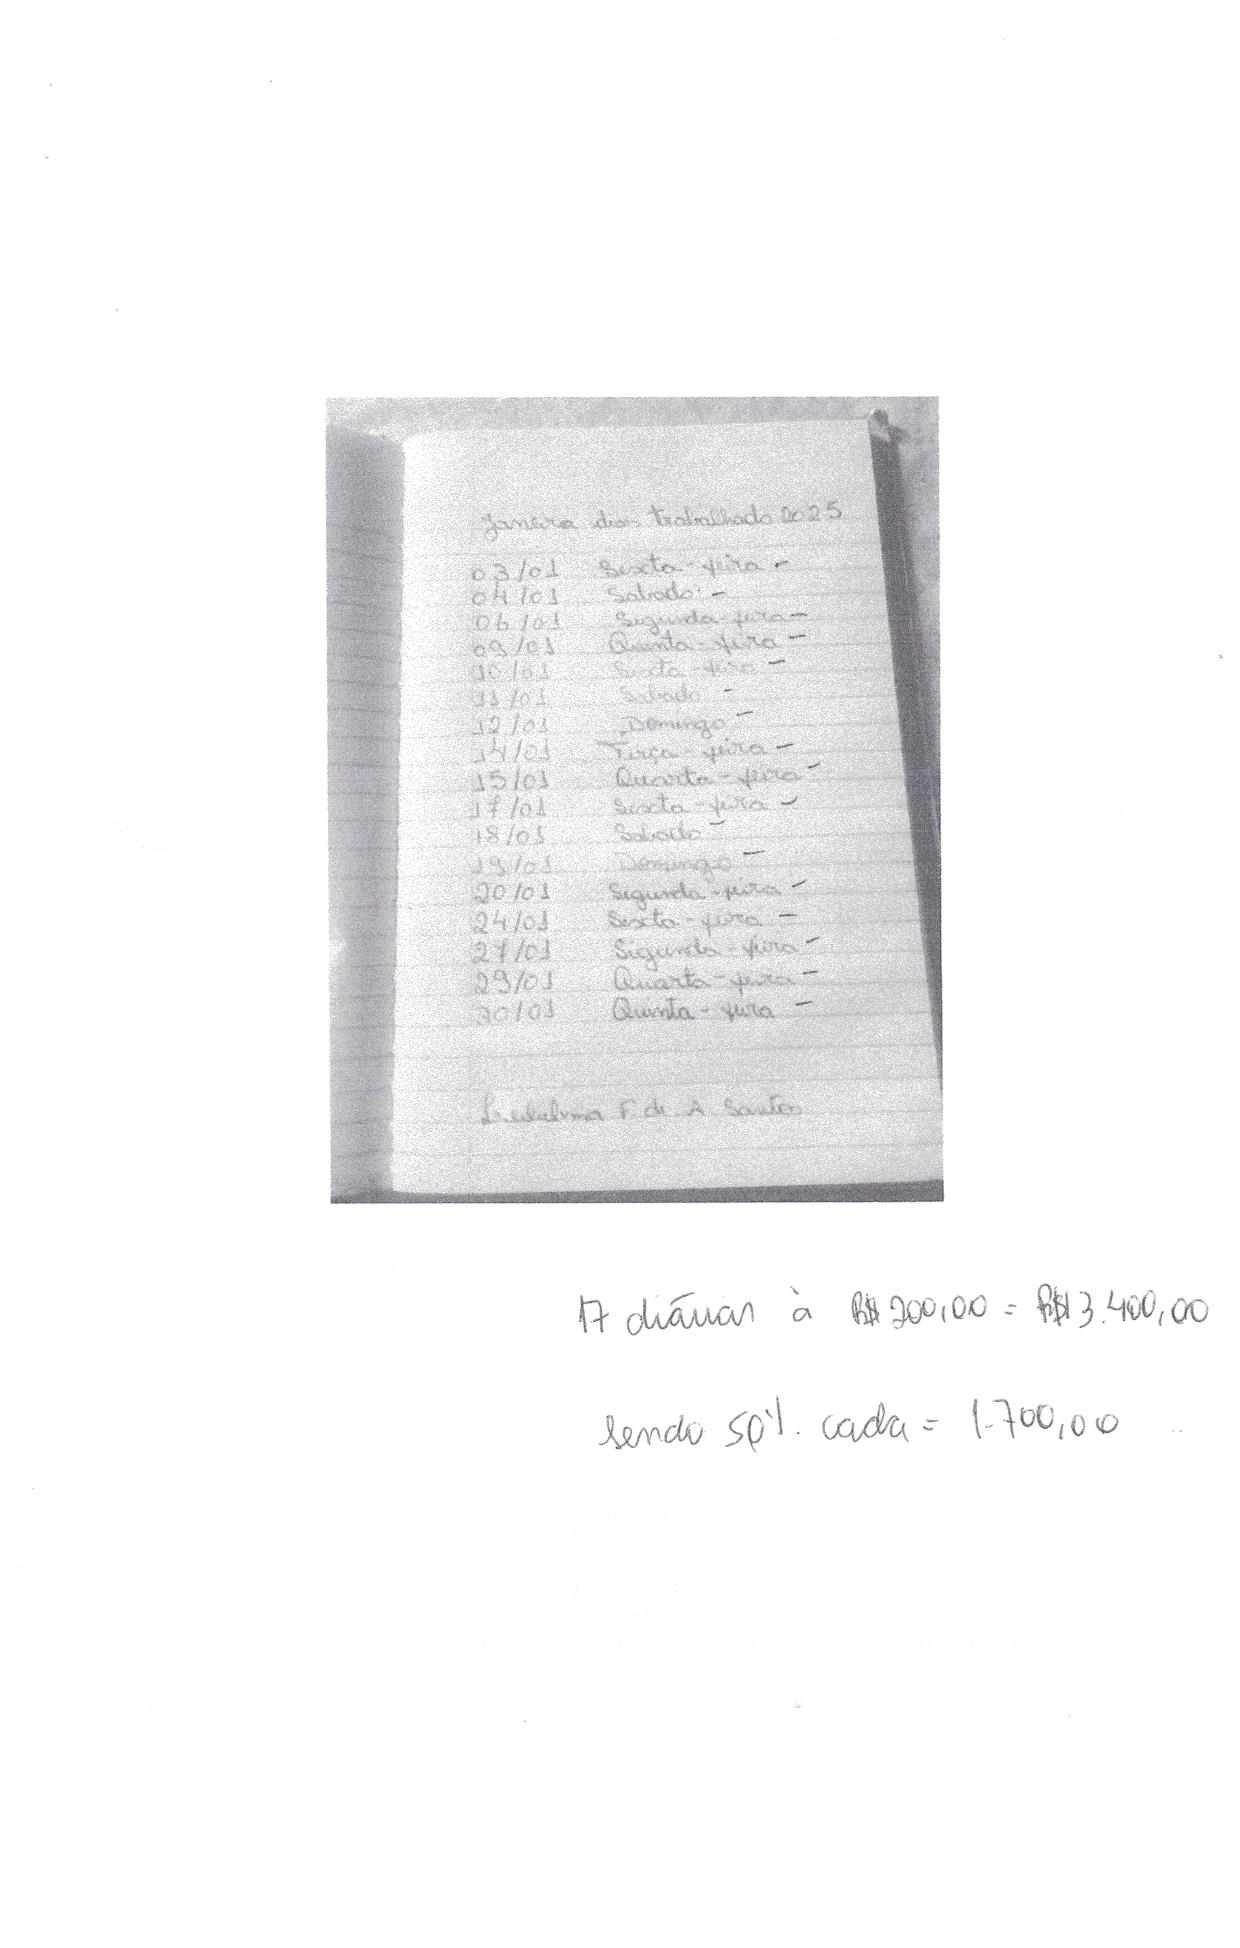 Janeiro dias trabalhado 2025
03/01 Sexta-feira -
04/01 Sabado -
06/01 Segunda-feira -
09/01 Quinta-feira -
10/01 Sexta-feira -
11/01 Sabado -
12/01 Domingo -
14/01 Terça-feira -
15/01 Quarta-feira -
17/01 Sexta-feira -
18/01 Sabado -
19/01 Domingo -
20/01 Segunda-feira -
24/01 Sexta-feira -
27/01 Segunda-feira -
29/01 Quarta-feira -
30/01 Quinta-feira -
F de A Santos
17 diárias à R$ 200,00 = R$ 3.400,00
sendo 50%. cada = 1.700,00